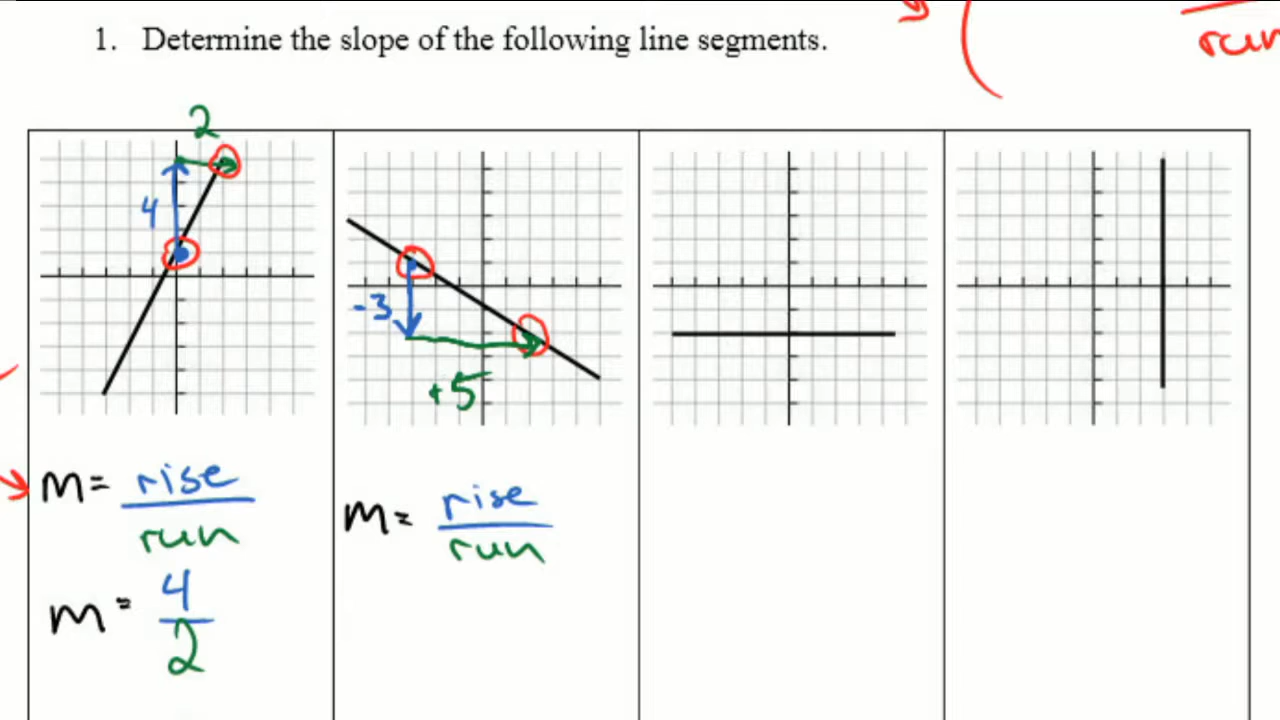 1. Determine the slope of the following line segments.
run
2
4
-3
+5
m = rise
run
m = rise
run
m = 4
2